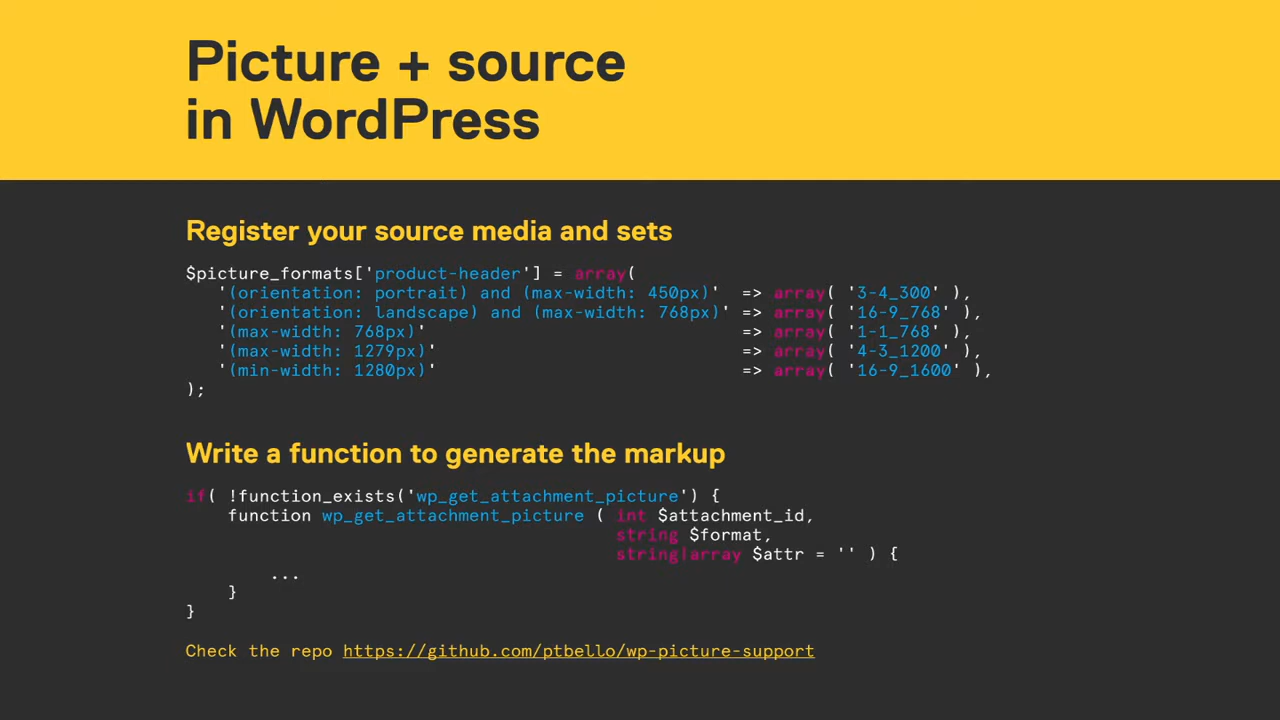 Picture + source
in WordPress
Register your source media and sets
$picture_formats['product-header'] = array(
   '(orientation: portrait) and (max-width: 450px)'  => array( '3-4_300' ),
   '(orientation: landscape) and (max-width: 768px)' => array( '16-9_768' ),
   '(max-width: 768px)'                              => array( '1-1_768' ),
   '(max-width: 1279px)'                             => array( '4-3_1200' ),
   '(min-width: 1280px)'                             => array( '16-9_1600' ),
);
Write a function to generate the markup
if( !function_exists('wp_get_attachment_picture') {
    function wp_get_attachment_picture ( int $attachment_id,
                                         string $format,
                                         string|array $attr = '' ) {
        ...
    }
}
Check the repo https://github.com/ptbello/wp-picture-support